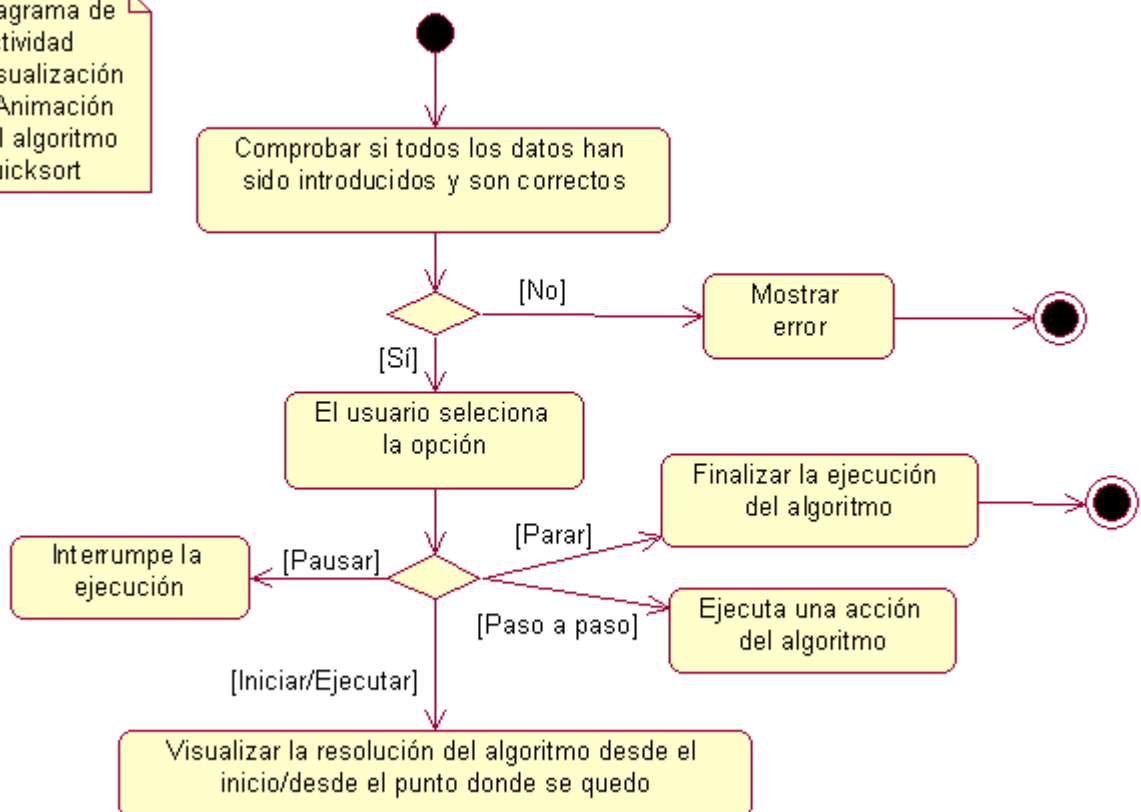 agrama de
ctividad
sualización
Animación
l algoritmo
uicksort
Comprobar si todos los datos han
sido introducidos y son correctos
[No]
Mostrar
error
[Sí]
El usuario seleciona
la opción
Finalizar la ejecución
del algoritmo
[Parar]
Interrumpe la
ejecución
[Pausar]
[Paso a paso]
Ejecuta una acción
del algoritmo
[Iniciar/Ejecutar]
Visualizar la resolución del algoritmo desde el
inicio/desde el punto donde se quedo